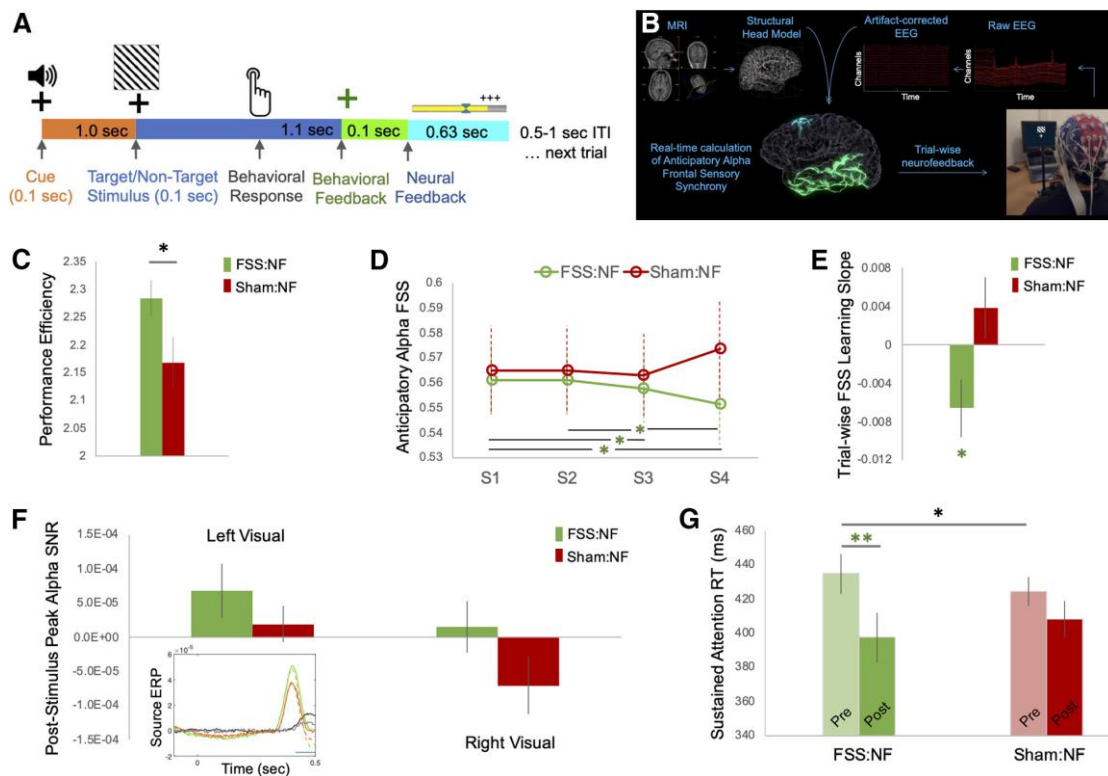 A
+++
1.0 sec
1.1 sec
0.1 sec
0.63 sec
0.5-1 sec ITI
... next trial
Cue
(0.1 sec)
Target/Non-Target
Stimulus (0.1 sec)
Behavioral
Response
Behavioral
Feedback
Neural
Feedback
B
MRI
Structural
Head Model
Artifact-corrected
EEG
Raw EEG
Channels
Time
Channels
Time
Real-time calculation
of Anticipatory Alpha
Frontal Sensory
Synchrony
Trial-wise
neurofeedback
C
Performance Efficiency
2.35
2.3
2.25
2.2
2.15
2.1
2.05
2
*
FSS:NF
Sham:NF
D
Anticipatory Alpha FSS
0.6
0.59
0.58
0.57
0.56
0.55
0.54
0.53
FSS:NF
Sham:NF
*
*
*
S1
S2
S3
S4
E
Trial-wise FSS Learning Slope
0.008
0.004
0
-0.004
-0.008
-0.012
FSS:NF
Sham:NF
*
F
Post-Stimulus Peak Alpha SNR
1.5E-04
1.0E-04
5.0E-05
0.0E+00
-5.0E-05
-1.0E-04
-1.5E-04
Left Visual
FSS:NF
Sham:NF
Source ERP
6
4
2
0
-2
0
0.5
Time (sec)
Right Visual
G
Sustained Attention RT (ms)
460
440
420
400
380
360
340
*
**
Pre
Post
Pre
Post
FSS:NF
Sham:NF